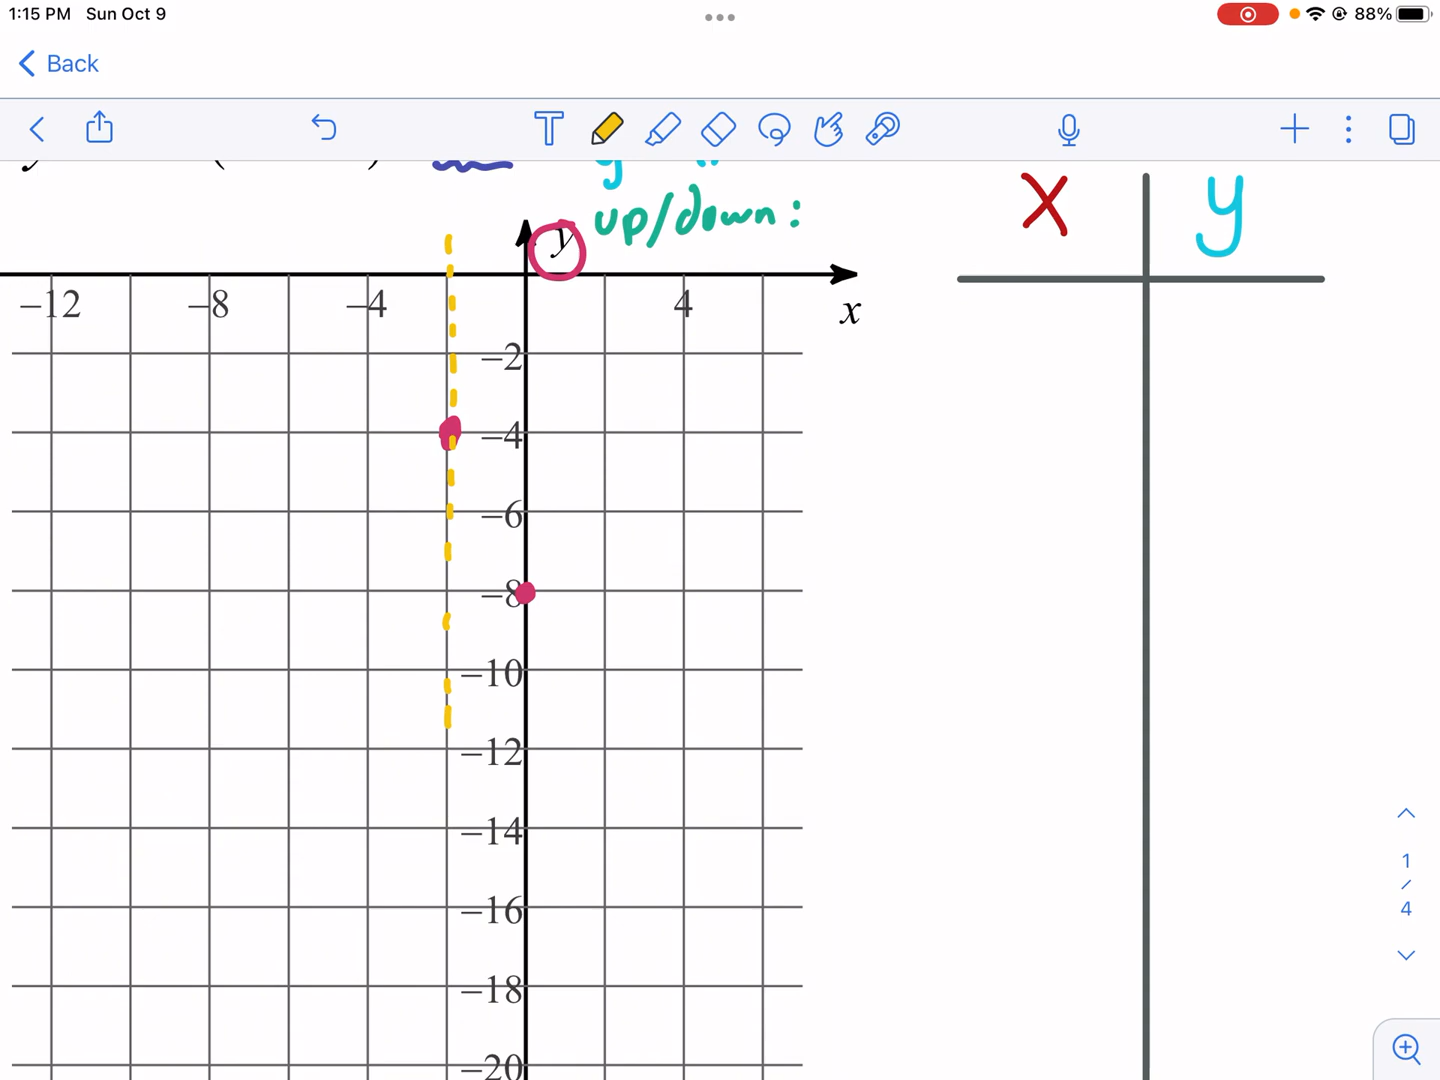 1:15 PM Sun Oct 9
88%
Back
T
y
up/down:
y
x
−12 −8 −4 4
−2
−4
−6
−8
−10
−12
−14
−16
−18
−20
x y
1
/
4